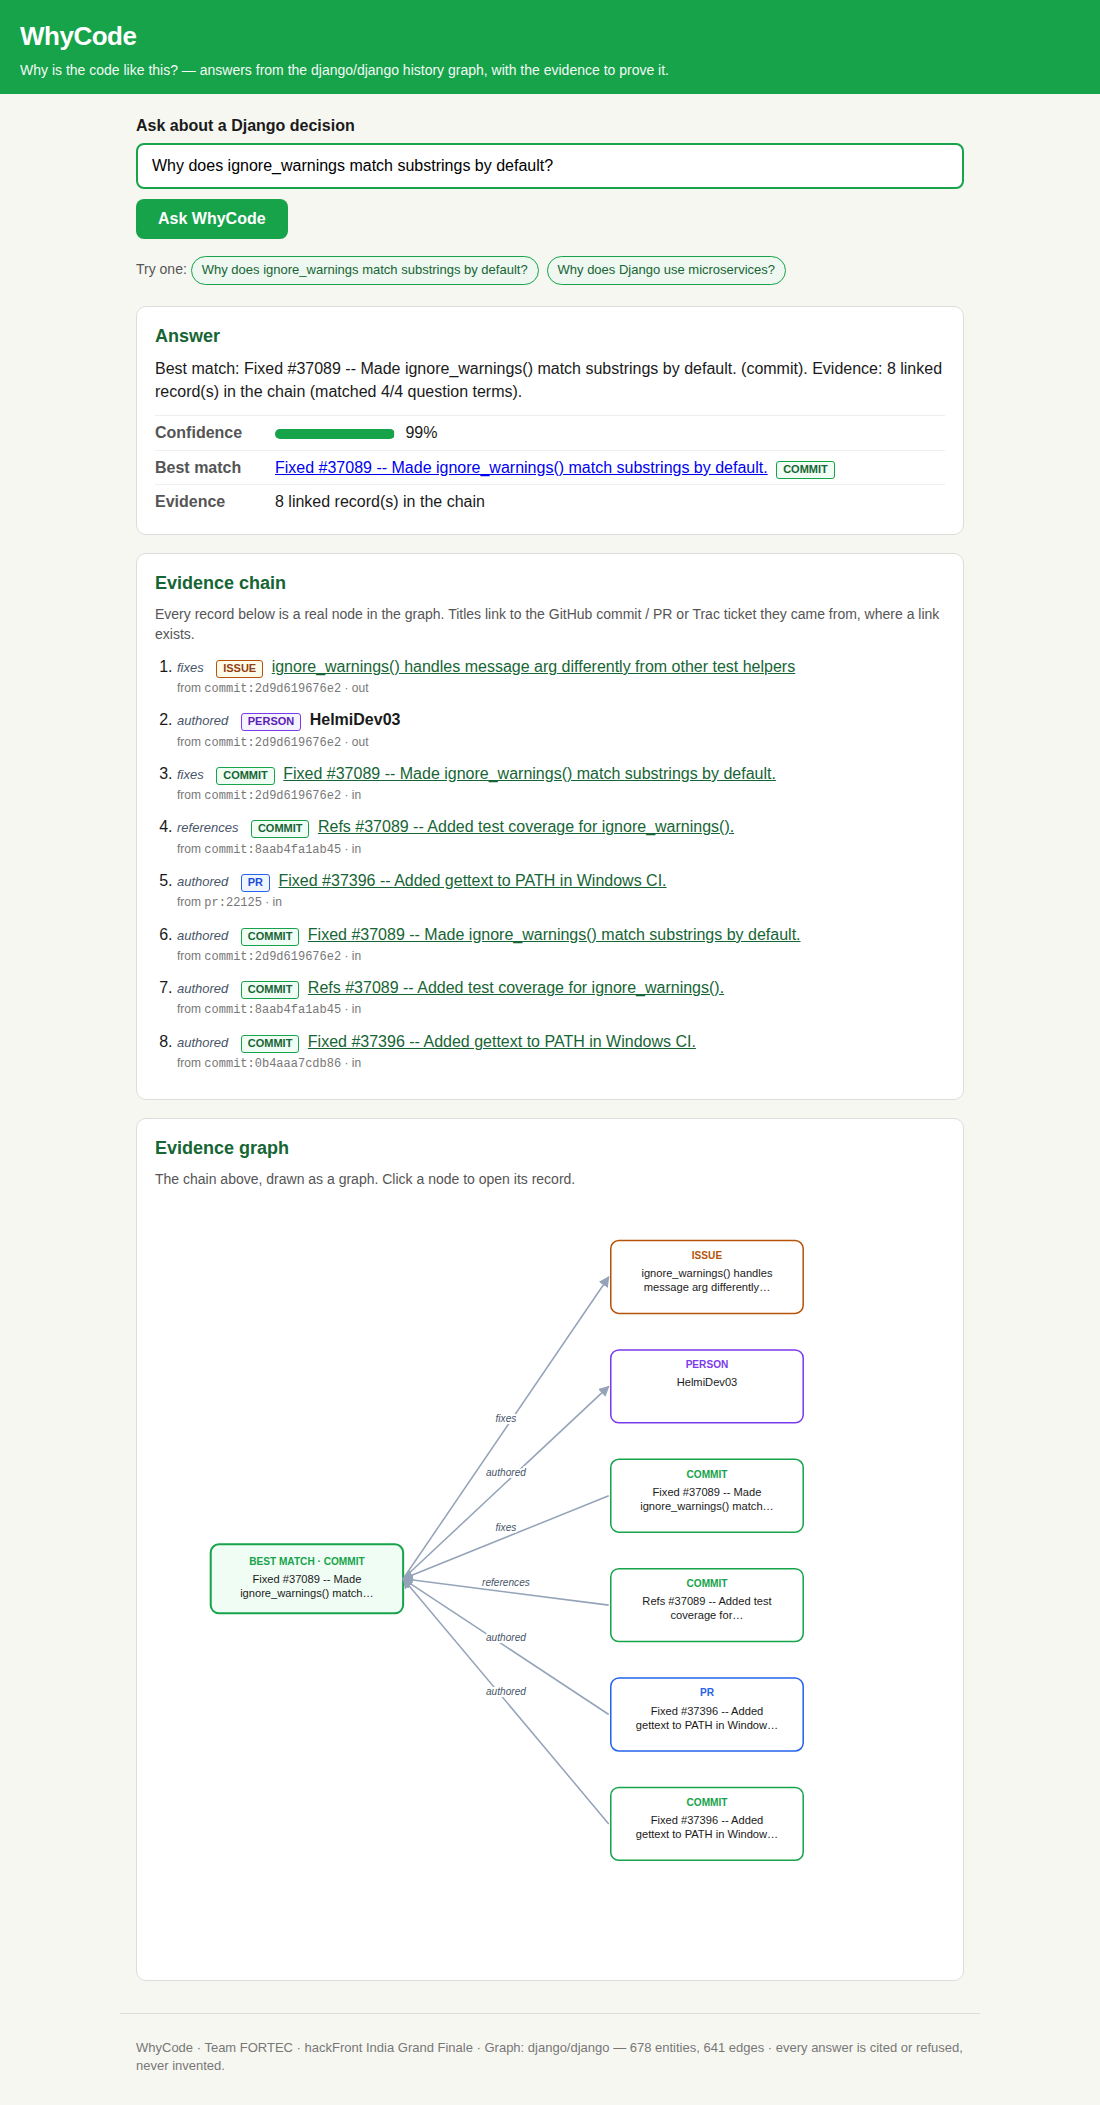 WhyCode
Why is the code like this? — answers from the django/django history graph, with the evidence to prove it.
Ask about a Django decision
Why does ignore_warnings match substrings by default?
Ask WhyCode
Try one: Why does ignore_warnings match substrings by default? Why does Django use microservices?
Answer
Best match: Fixed #37089 -- Made ignore_warnings() match substrings by default. (commit). Evidence: 8 linked
record(s) in the chain (matched 4/4 question terms).
Confidence 99%
Best match Fixed #37089 -- Made ignore_warnings() match substrings by default. COMMIT
Evidence 8 linked record(s) in the chain
Evidence chain
Every record below is a real node in the graph. Titles link to the GitHub commit / PR or Trac ticket they came from, where a link
exists.
1. fixes ISSUE ignore_warnings() handles message arg differently from other test helpers
from commit:2d9d619676e2 · out
2. authored PERSON HelmiDev03
from commit:2d9d619676e2 · out
3. fixes COMMIT Fixed #37089 -- Made ignore_warnings() match substrings by default.
from commit:2d9d619676e2 · in
4. references COMMIT Refs #37089 -- Added test coverage for ignore_warnings().
from commit:8aab4fa1ab45 · in
5. authored PR Fixed #37396 -- Added gettext to PATH in Windows CI.
from pr:22125 · in
6. authored COMMIT Fixed #37089 -- Made ignore_warnings() match substrings by default.
from commit:2d9d619676e2 · in
7. authored COMMIT Refs #37089 -- Added test coverage for ignore_warnings().
from commit:8aab4fa1ab45 · in
8. authored COMMIT Fixed #37396 -- Added gettext to PATH in Windows CI.
from commit:0b4aaa7cdb86 · in
Evidence graph
The chain above, drawn as a graph. Click a node to open its record.
ISSUE
ignore_warnings() handles
message arg differently…
PERSON
HelmiDev03
fixes
authored
COMMIT
Fixed #37089 -- Made
ignore_warnings() match…
fixes
BEST MATCH · COMMIT
Fixed #37089 -- Made
ignore_warnings() match…
references
COMMIT
Refs #37089 -- Added test
coverage for…
authored
authored
PR
Fixed #37396 -- Added
gettext to PATH in Window…
COMMIT
Fixed #37396 -- Added
gettext to PATH in Window…
WhyCode · Team FORTEC · hackFront India Grand Finale · Graph: django/django — 678 entities, 641 edges · every answer is cited or refused,
never invented.